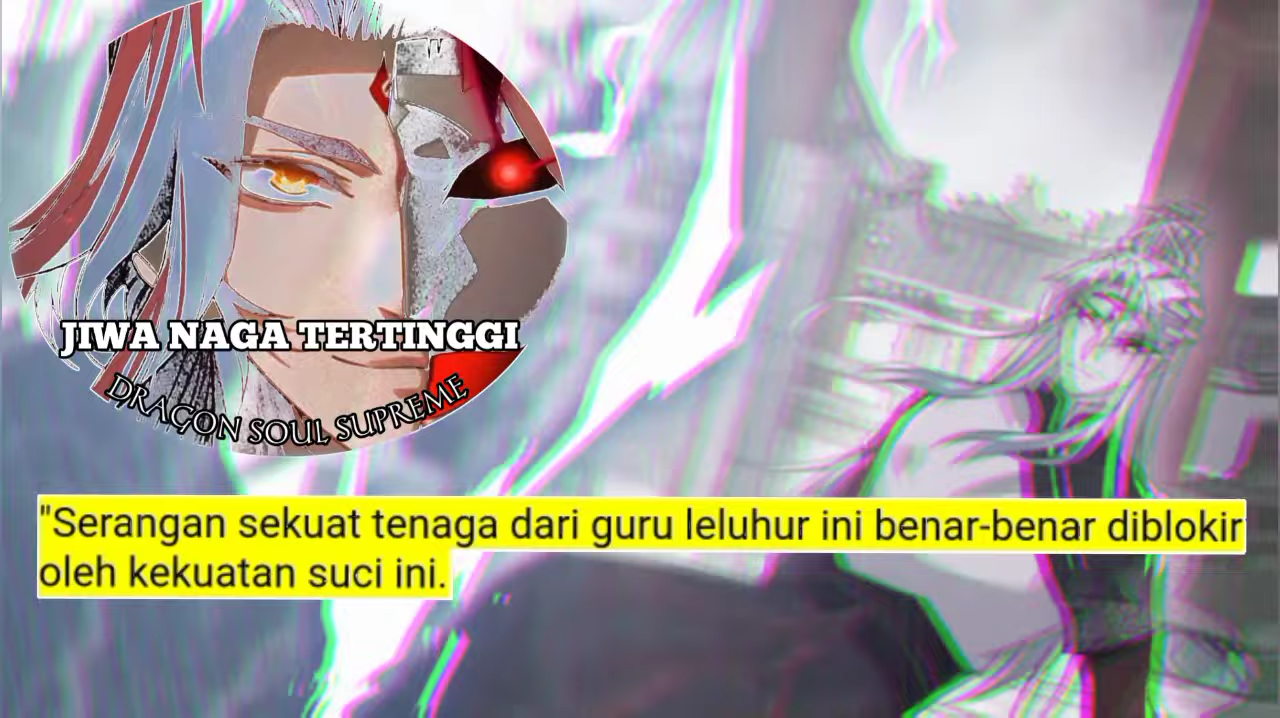 JIWA NAGA TERTINGGI
DRAGON SOUL SUPREME
"Serangan sekuat tenaga dari guru leluhur ini benar-benar diblokir
oleh kekuatan suci ini.